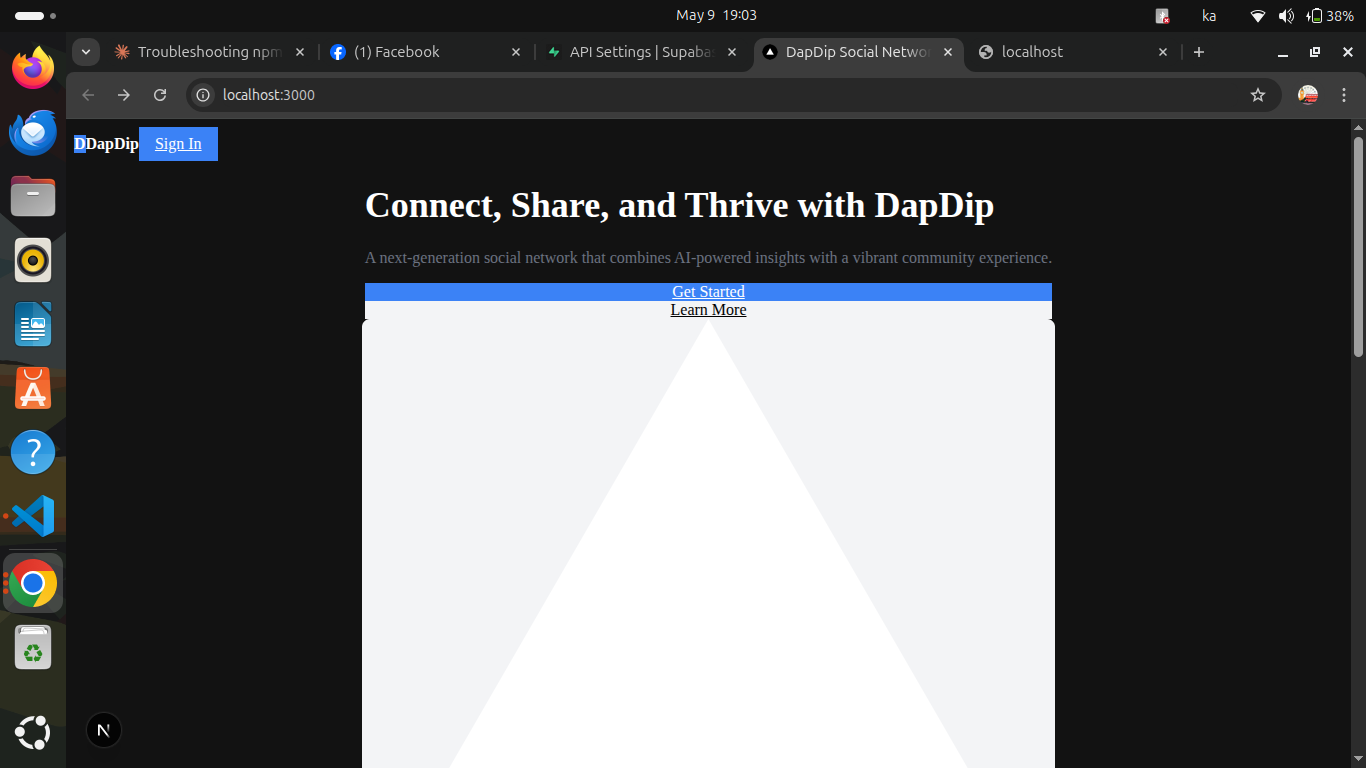 May 9 19:03
ka
38%
Troubleshooting npm
(1) Facebook
API Settings | Supabas
DapDip Social Netwo
localhost
localhost:3000
DDapDip
Sign In
Connect, Share, and Thrive with DapDip
A next-generation social network that combines AI-powered insights with a vibrant community experience.
Get Started
Learn More
N